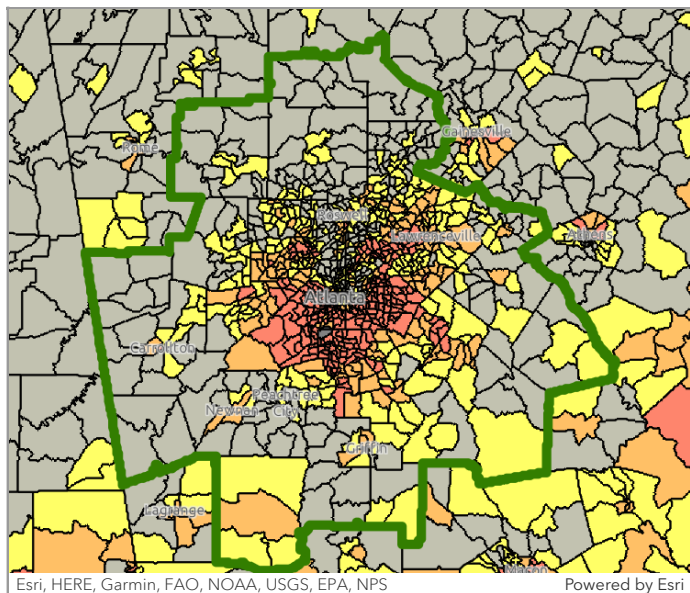 Gainesville
Rome
Roswell
Lawrenceville
Athens
Atlanta
Carrollton
Peachtree
City
Newnan
Griffin
Lagrange
Macon
Esri, HERE, Garmin, FAO, NOAA, USGS, EPA, NPS
Powered by Esri